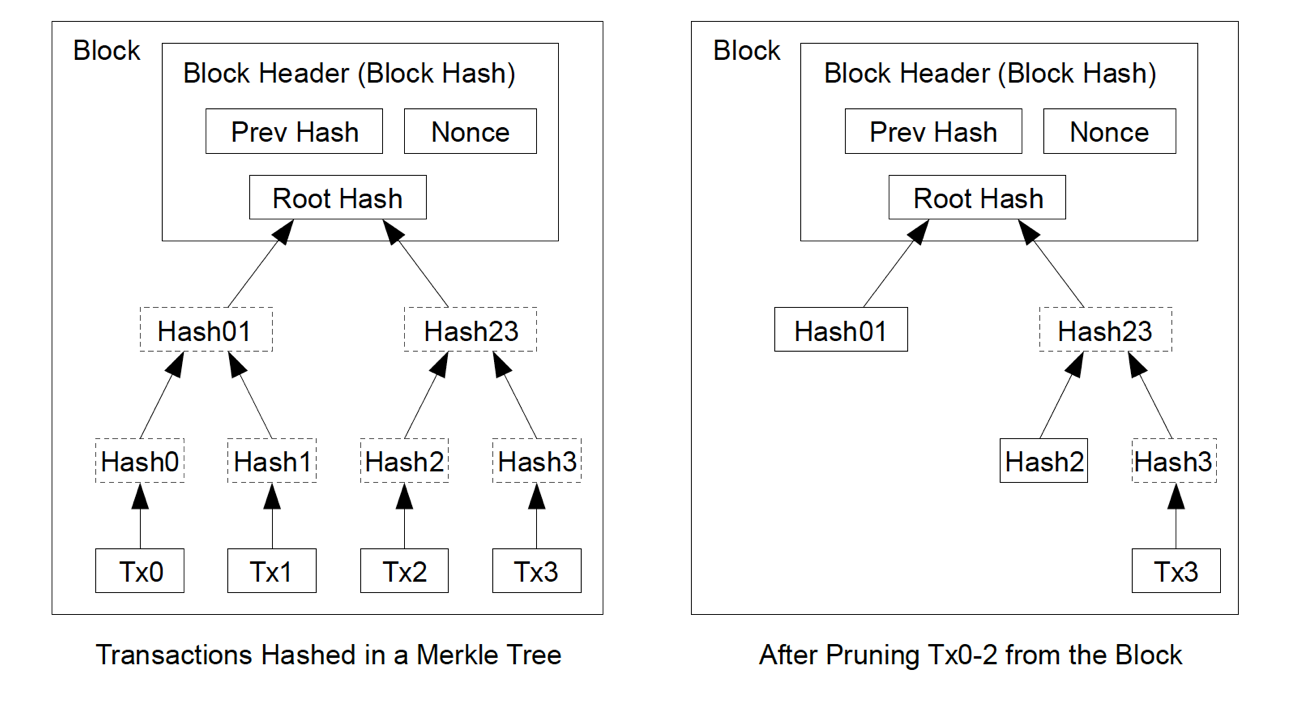 Block
Block Header (Block Hash)
Prev Hash
Nonce
Root Hash
Hash01
Hash23
Hash0
Hash1
Hash2
Hash3
Tx0
Tx1
Tx2
Tx3
Transactions Hashed in a Merkle Tree
Block
Block Header (Block Hash)
Prev Hash
Nonce
Root Hash
Hash01
Hash23
Hash2
Hash3
Tx3
After Pruning Tx0-2 from the Block